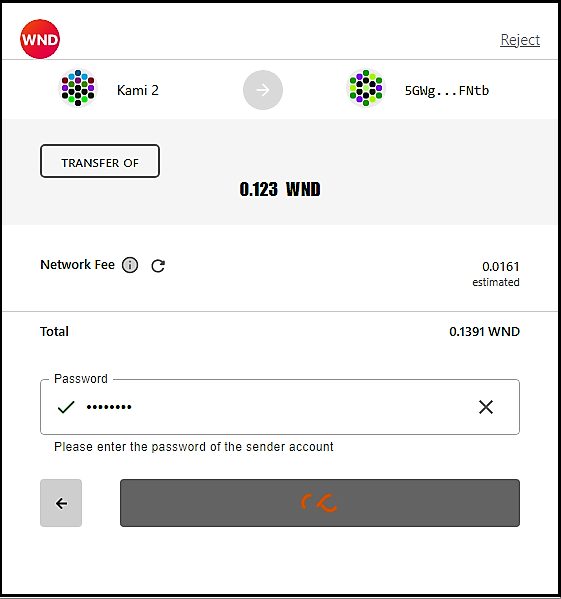 WND
Reject
Kami 2
5GWg...FNtb
TRANSFER OF
0.123 WND
Network Fee
0.0161
estimated
Total
0.1391 WND
Password
••••••••
Please enter the password of the sender account